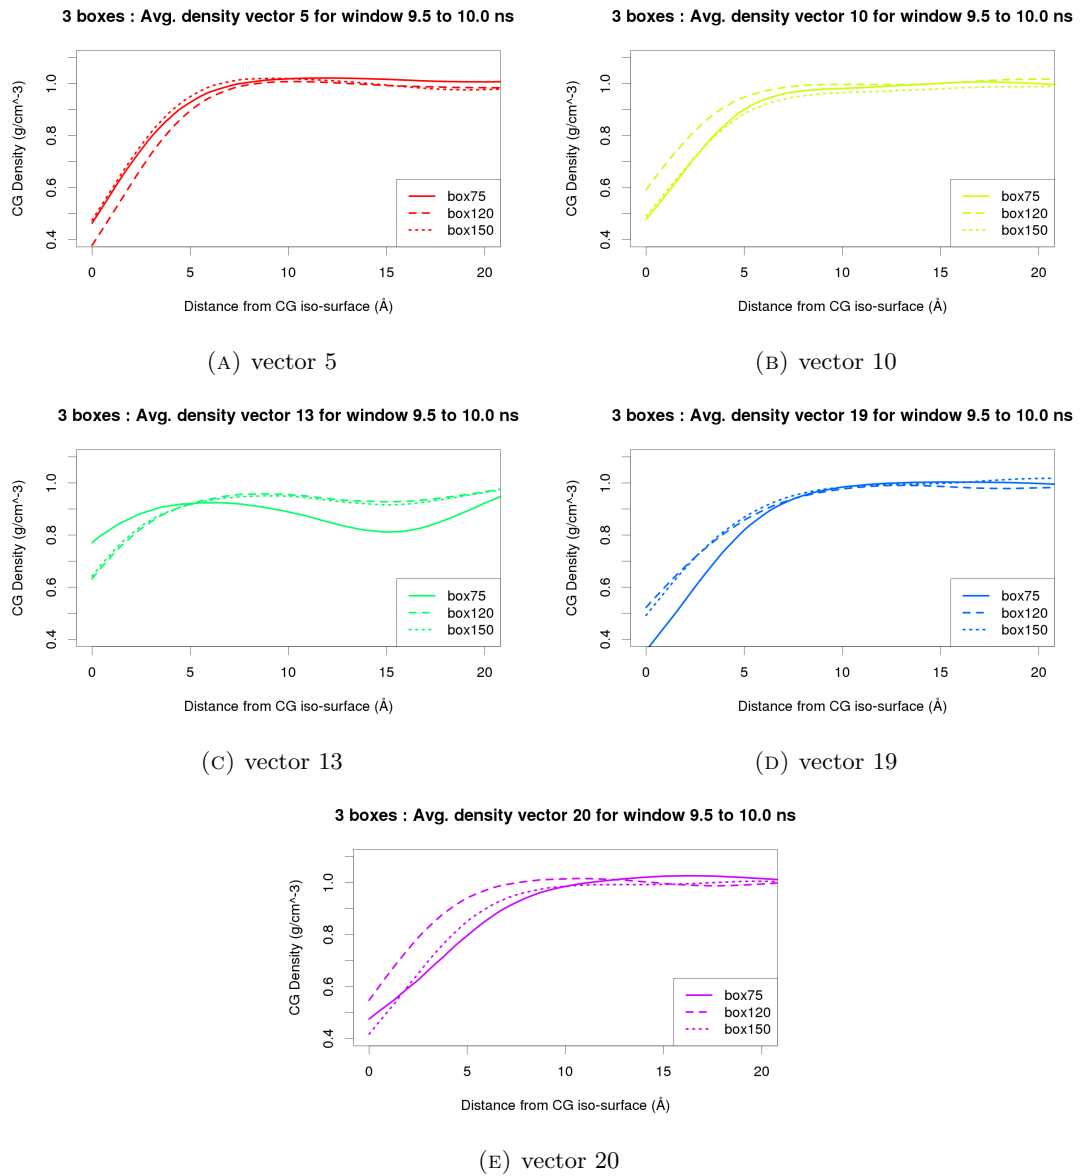 3 boxes : Avg. density vector 5 for window 9.5 to 10.0 ns
CG Density (g/cm^-3)
1.0
0.8
0.6
0.4
box75
box120
box150
0 5 10 15 20
Distance from CG iso-surface (Å)
(A) vector 5
3 boxes : Avg. density vector 10 for window 9.5 to 10.0 ns
CG Density (g/cm^-3)
1.0
0.8
0.6
0.4
box75
box120
box150
0 5 10 15 20
Distance from CG iso-surface (Å)
(B) vector 10
3 boxes : Avg. density vector 13 for window 9.5 to 10.0 ns
CG Density (g/cm^-3)
1.0
0.8
0.6
0.4
box75
box120
box150
0 5 10 15 20
Distance from CG iso-surface (Å)
(C) vector 13
3 boxes : Avg. density vector 19 for window 9.5 to 10.0 ns
CG Density (g/cm^-3)
1.0
0.8
0.6
0.4
box75
box120
box150
0 5 10 15 20
Distance from CG iso-surface (Å)
(D) vector 19
3 boxes : Avg. density vector 20 for window 9.5 to 10.0 ns
CG Density (g/cm^-3)
1.0
0.8
0.6
0.4
box75
box120
box150
0 5 10 15 20
Distance from CG iso-surface (Å)
(E) vector 20